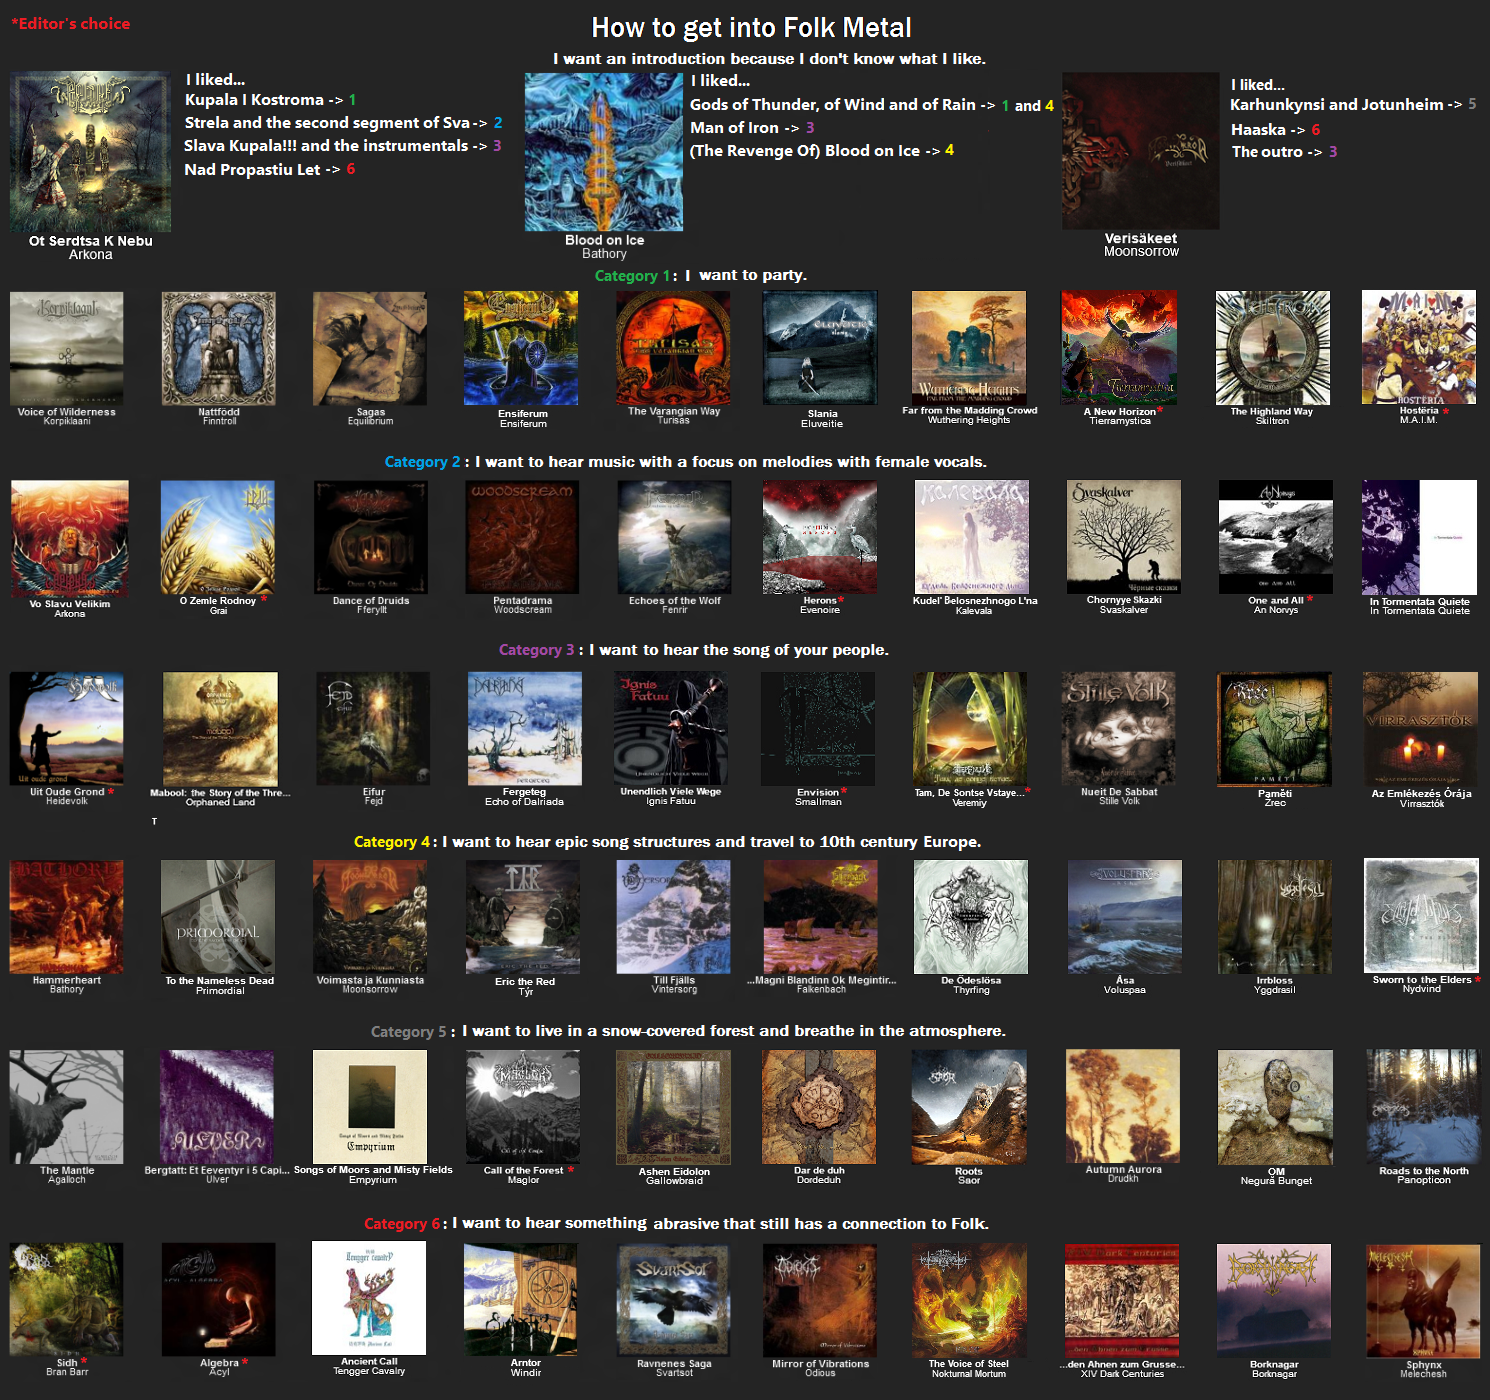 *Editor's choice
How to get into Folk Metal
I want an introduction because I don't know what I like.
I liked...
Kupala I Kostroma -> 1
Strela and the second segment of Sva -> 2
Slava Kupala!!! and the instrumentals -> 3
Nad Propastiu Let -> 6
Ot Serdtsa K Nebu
Arkona
I liked...
Gods of Thunder, of Wind and of Rain -> 1 and 4
Man of Iron -> 3
(The Revenge Of) Blood on Ice -> 4
Blood on Ice
Bathory
I liked...
Karhunkynsi and Jotunheim -> 5
Haaska -> 6
The outro -> 3
Verisäkeet
Moonsorrow
Category 1: I want to party.
Voice of Wilderness
Korpiklaani
Nattfödd
Finntroll
Sagas
Equilibrium
Ensiferum
Ensiferum
The Varangian Way
Turisas
Slania
Eluveitie
Far from the Madding Crowd
Wuthering Heights
A New Horizon*
Tierramystica
The Highland Way
Skiltron
Hostëria *
M.A.I.M.
Category 2 : I want to hear music with a focus on melodies with female vocals.
Vo Slavu Velikim
Arkona
O Zemle Rodnoy *
Grai
Dance of Druids
Fferyllt
Pentadrama
Woodscream
Echoes of the Wolf
Fenrir
Herons*
Evenoire
Kudel' Belosnezhnogo L'na
Kalevala
Chornyye Skazki
Svaskalver
One and All *
An Norvys
In Tormentata Quiete
In Tormentata Quiete
Category 3 : I want to hear the song of your people.
Uit Oude Grond *
Heidevolk
Mabool: the Story of the Thre...
Orphaned Land
Eifur
Fejd
Fergeteg
Echo of Dalriada
Unendlich Viele Wege
Ignis Fatuu
Envision *
Smallman
Tam, De Sontse Vstaye...*
Veremiy
Nueit De Sabbat
Stille Volk
Paměti
Žrec
Az Emlékezés Órája
Virrasztók
T
Category 4 : I want to hear epic song structures and travel to 10th century Europe.
Hammerheart
Bathory
To the Nameless Dead
Primordial
Voimasta ja Kunniasta
Moonsorrow
Eric the Red
Týr
Till Fjälls
Vintersorg
...Magni Blandinn Ok Megintir...
Falkenbach
De Ödeslösa
Thyrfing
Åsa
Voluspaa
Irrbloss
Yggdrasil
Sworn to the Elders *
Nydvind
Category 5 : I want to live in a snow-covered forest and breathe in the atmosphere.
The Mantle
Agalloch
Bergtatt: Et Eeventyr i 5 Capi...
Ulver
Songs of Moors and Misty Fields
Empyrium
Call of the Forest *
Maglor
Ashen Eidolon
Gallowbraid
Dar de duh
Dordeduh
Roots
Saor
Autumn Aurora
Drudkh
OM
Negură Bunget
Roads to the North
Panopticon
Category 6 : I want to hear something abrasive that still has a connection to Folk.
Sidh *
Bran Barr
Algebra *
Acyl
Ancient Call
Tengger Cavalry
Arntor
Windir
Ravnenes Saga
Svartsot
Mirror of Vibrations
Odious
The Voice of Steel
Nokturnal Mortum
...den Ahnen zum Grusse...
XIV Dark Centuries
Borknagar
Borknagar
Sphynx
Melechesh